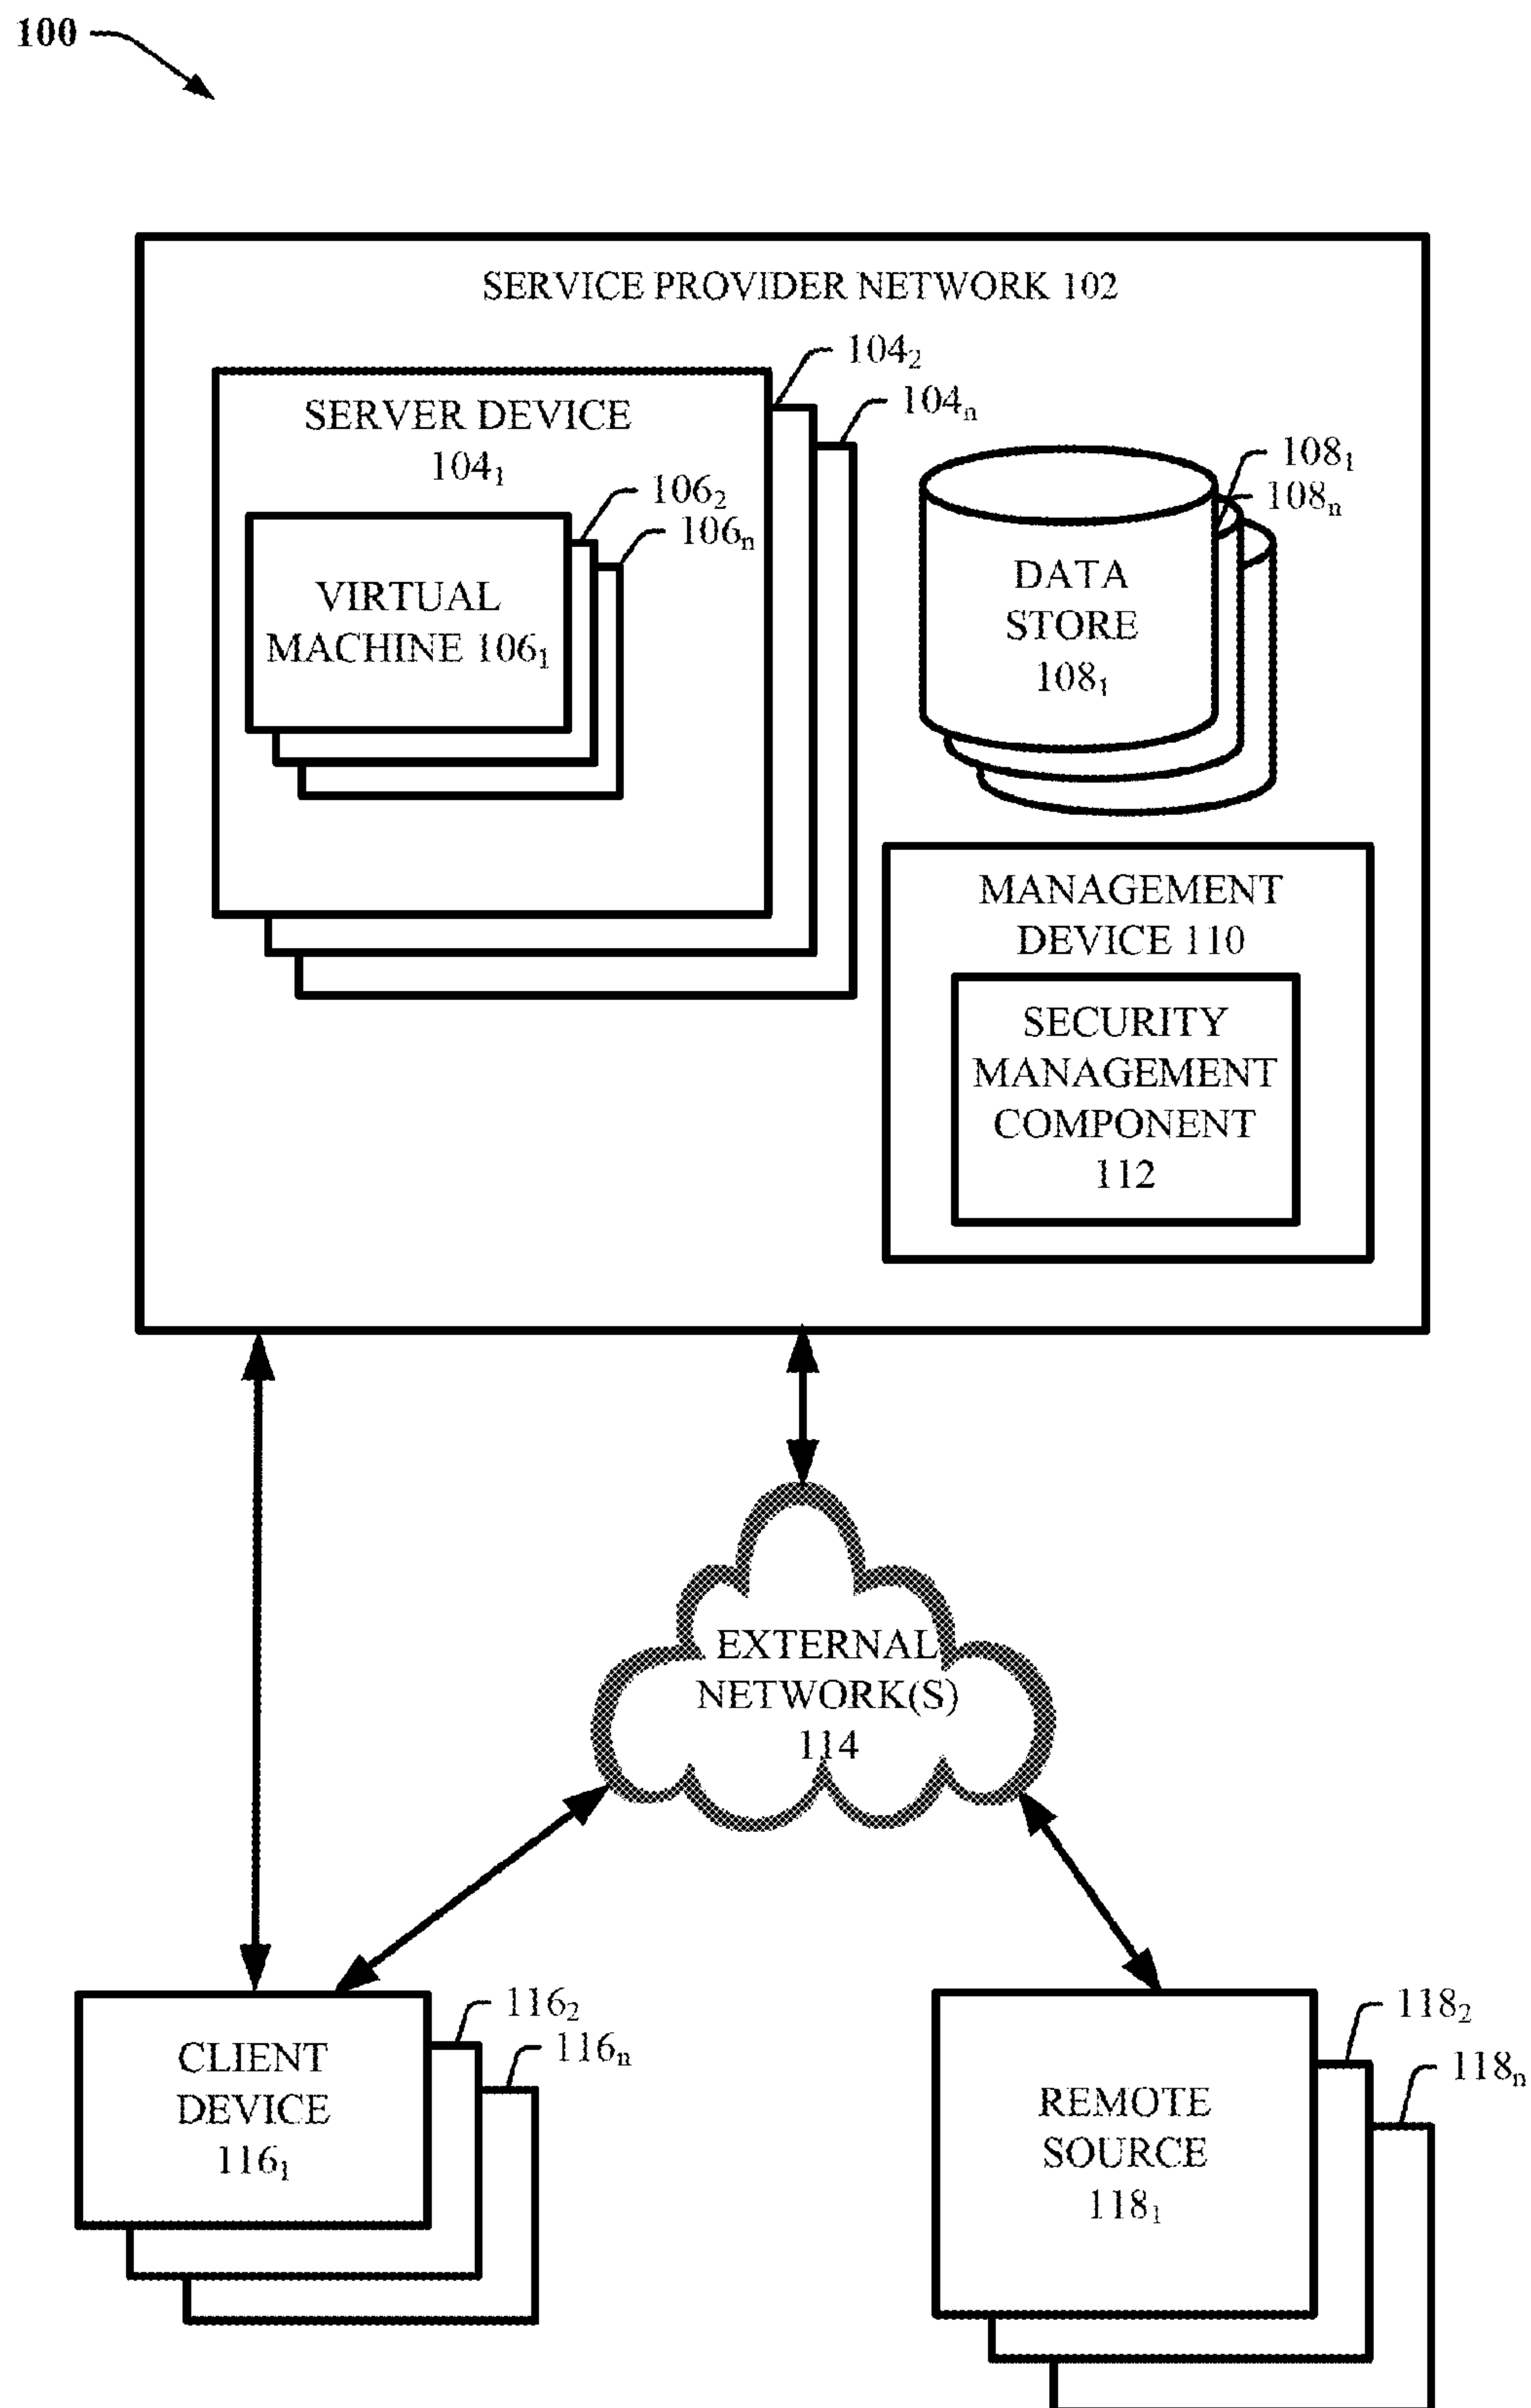 100
SERVICE PROVIDER NETWORK 102
104₂
104ₙ
SERVER DEVICE
104₁
106₂
106ₙ
VIRTUAL
MACHINE 106₁
108₁
108ₙ
DATA
STORE
108₁
MANAGEMENT
DEVICE 110
SECURITY
MANAGEMENT
COMPONENT
112
EXTERNAL
NETWORK(S)
114
116₂
116ₙ
CLIENT
DEVICE
116₁
118₂
118ₙ
REMOTE
SOURCE
118₁